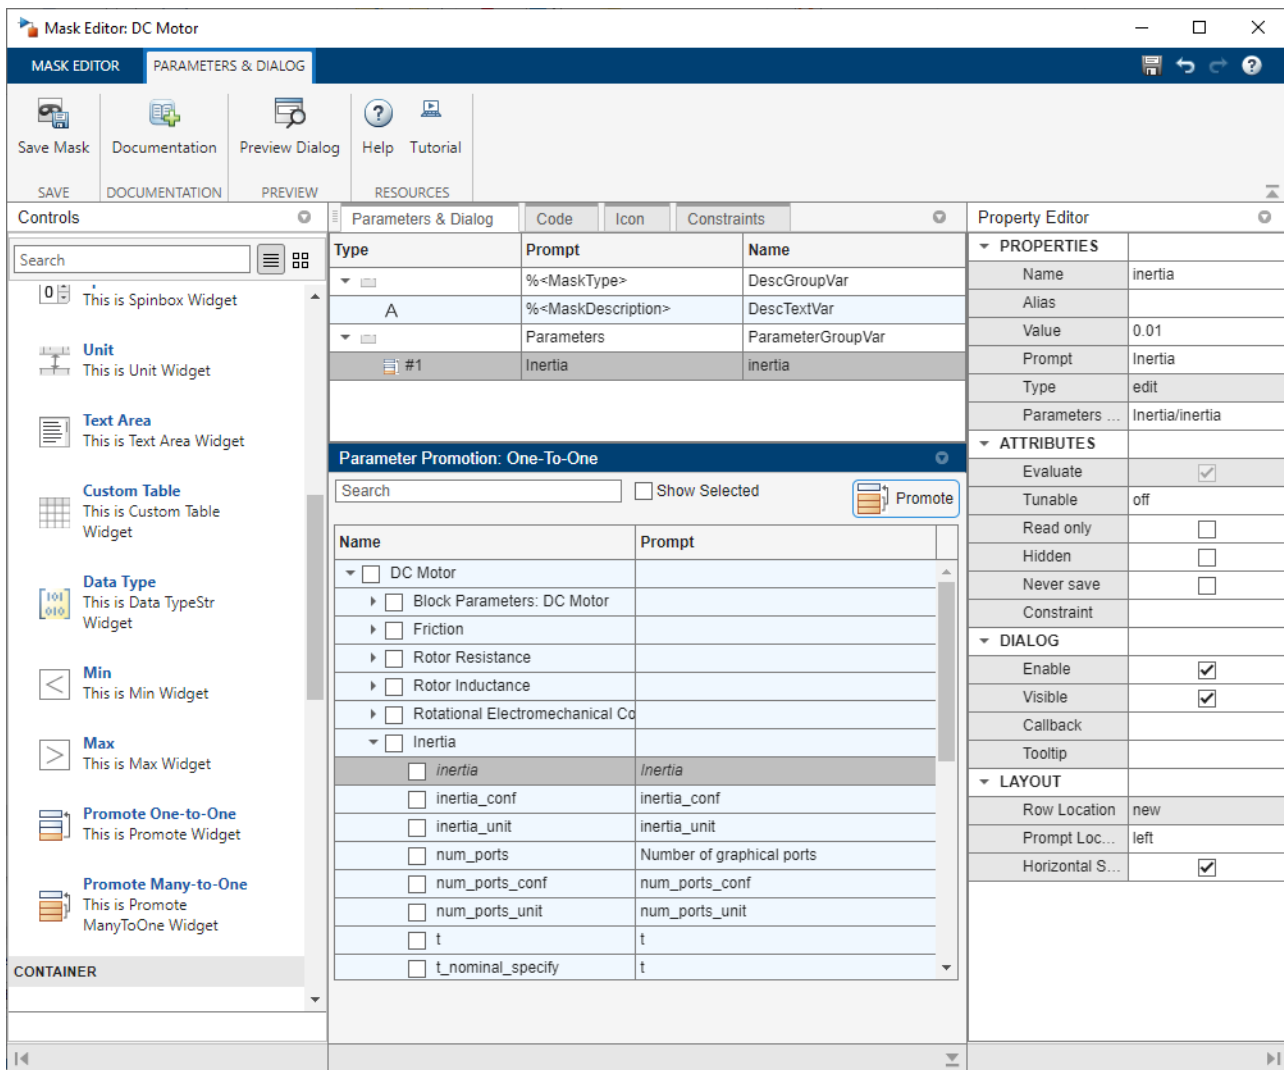 Mask Editor: DC Motor
MASK EDITOR
PARAMETERS & DIALOG
Save Mask
Documentation
Preview Dialog
Help
Tutorial
SAVE
DOCUMENTATION
PREVIEW
RESOURCES
Controls
Search
This is Spinbox Widget
Unit
This is Unit Widget
Text Area
This is Text Area Widget
Custom Table
This is Custom Table
Widget
Data Type
This is Data TypeStr
Widget
Min
This is Min Widget
Max
This is Max Widget
Promote One-to-One
This is Promote Widget
Promote Many-to-One
This is Promote
ManyToOne Widget
CONTAINER
Parameters & Dialog
Code
Icon
Constraints
Type Prompt Name
%<MaskType> DescGroupVar
A %<MaskDescription> DescTextVar
Parameters ParameterGroupVar
#1 Inertia inertia
Parameter Promotion: One-To-One
Search
Show Selected
Promote
Name Prompt
DC Motor
Block Parameters: DC Motor
Friction
Rotor Resistance
Rotor Inductance
Rotational Electromechanical Co
Inertia
inertia Inertia
inertia_conf inertia_conf
inertia_unit inertia_unit
num_ports Number of graphical ports
num_ports_conf num_ports_conf
num_ports_unit num_ports_unit
t t
t_nominal_specify t
Property Editor
PROPERTIES
Name inertia
Alias
Value 0.01
Prompt Inertia
Type edit
Parameters ... Inertia/inertia
ATTRIBUTES
Evaluate
Tunable off
Read only
Hidden
Never save
Constraint
DIALOG
Enable
Visible
Callback
Tooltip
LAYOUT
Row Location new
Prompt Loc... left
Horizontal S...